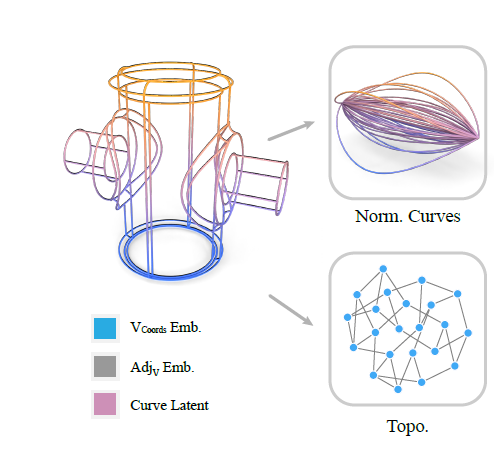 Norm. Curves
VCoords Emb.
AdjV Emb.
Curve Latent
Topo.